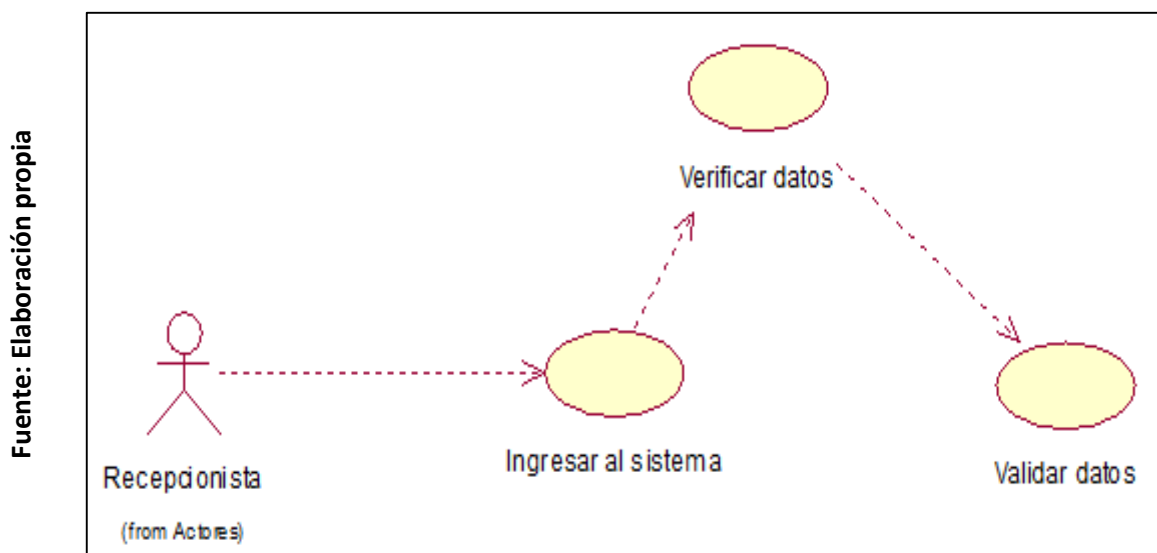 Fuente: Elaboración propia
Verificar datos
Ingresar al sistema
Validar datos
Recepcionista
(from Actores)